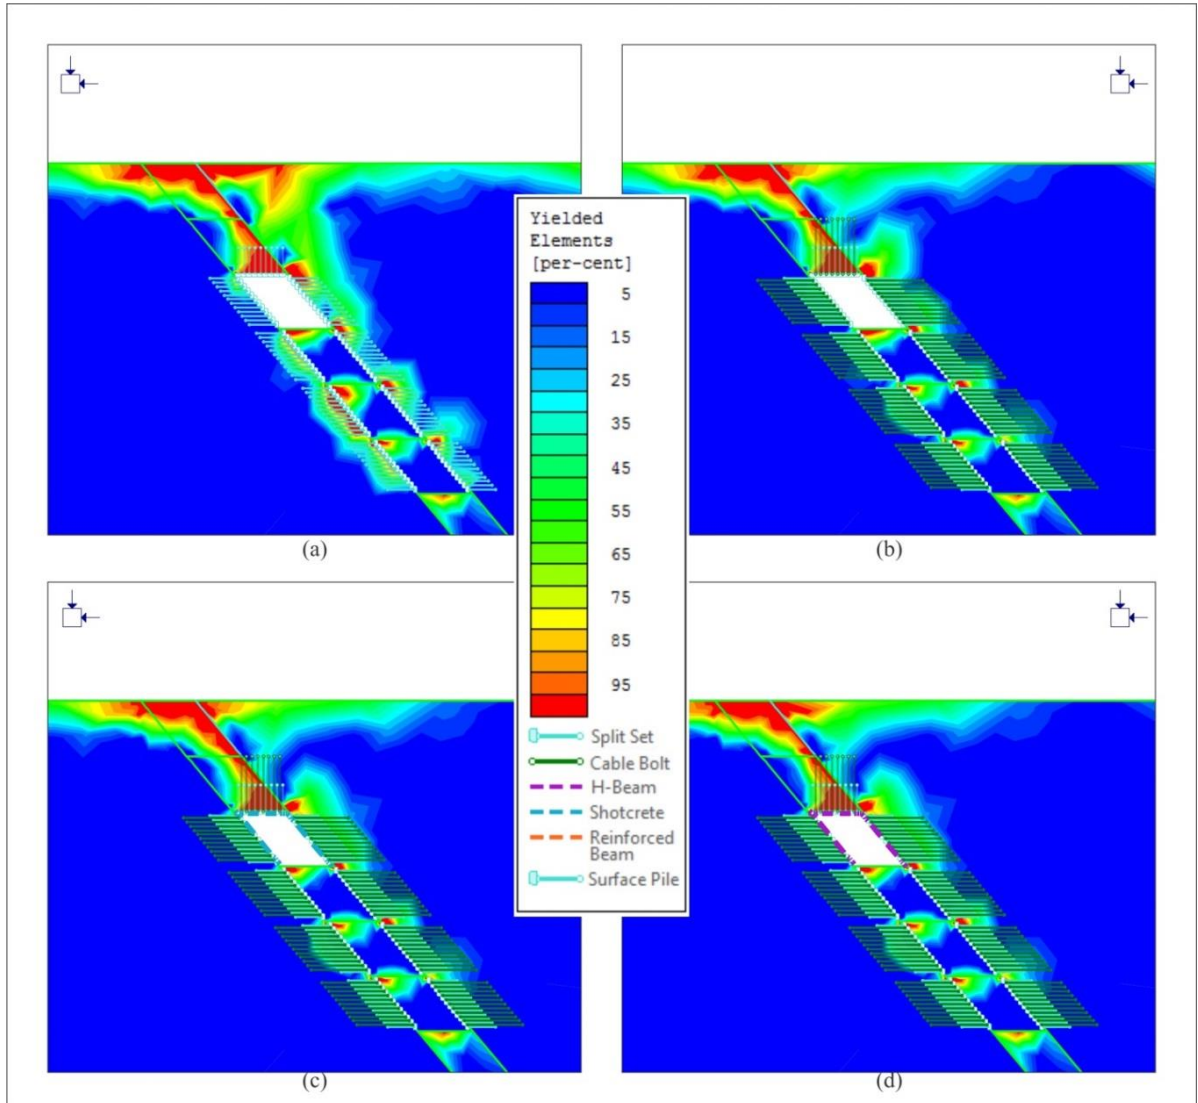 Yielded
Elements
[per-cent]
5
15
25
35
45
55
65
75
85
95
Split Set
Cable Bolt
H-Beam
Shotcrete
Reinforced
Beam
Surface Pile
(a)
(b)
(c)
(d)